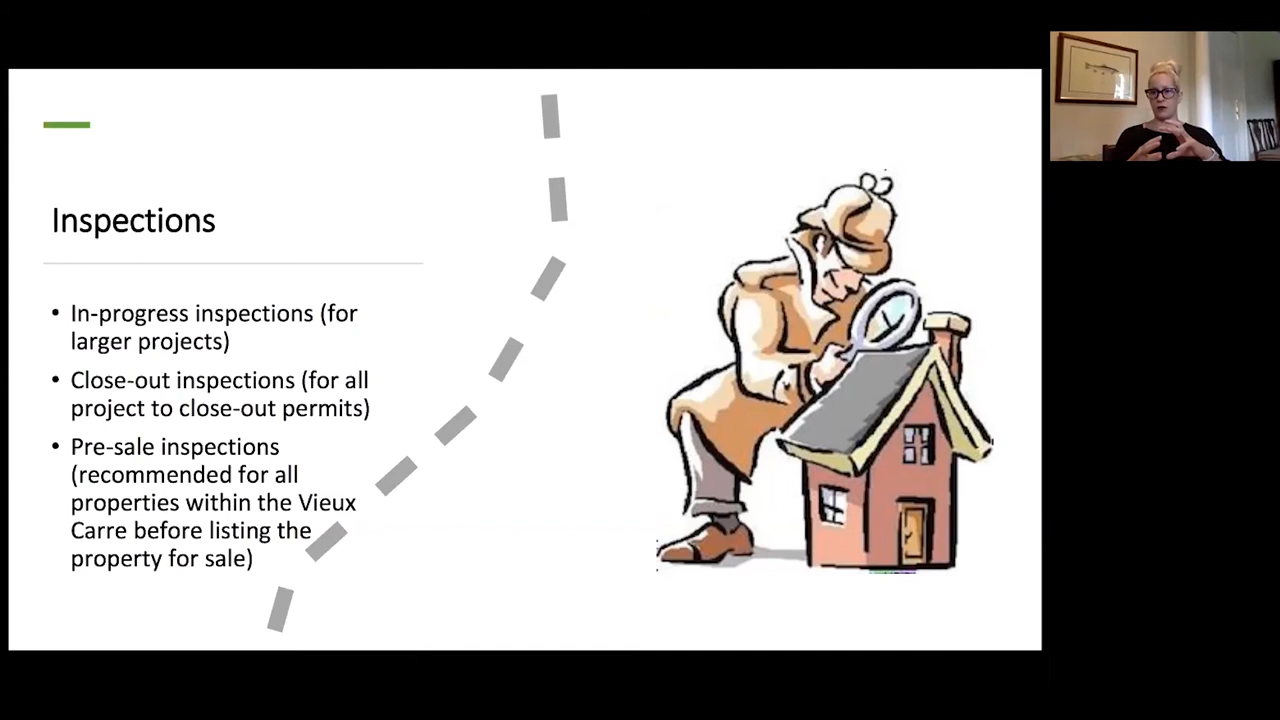 Inspections
• In-progress inspections (for
larger projects)
• Close-out inspections (for all
project to close-out permits)
• Pre-sale inspections
(recommended for all
properties within the Vieux
Carre before listing the
property for sale)